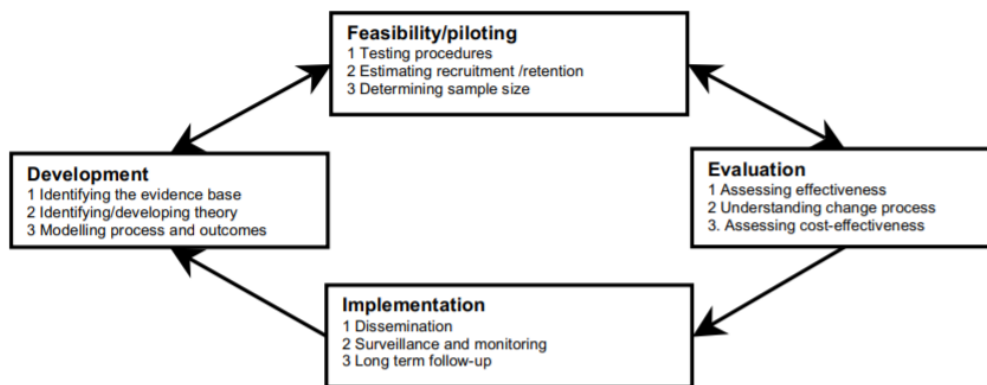 Feasibility/piloting
1 Testing procedures
2 Estimating recruitment /retention
3 Determining sample size
Development
1 Identifying the evidence base
2 Identifying/developing theory
3 Modelling process and outcomes
Evaluation
1 Assessing effectiveness
2 Understanding change process
3. Assessing cost-effectiveness
Implementation
1 Dissemination
2 Surveillance and monitoring
3 Long term follow-up